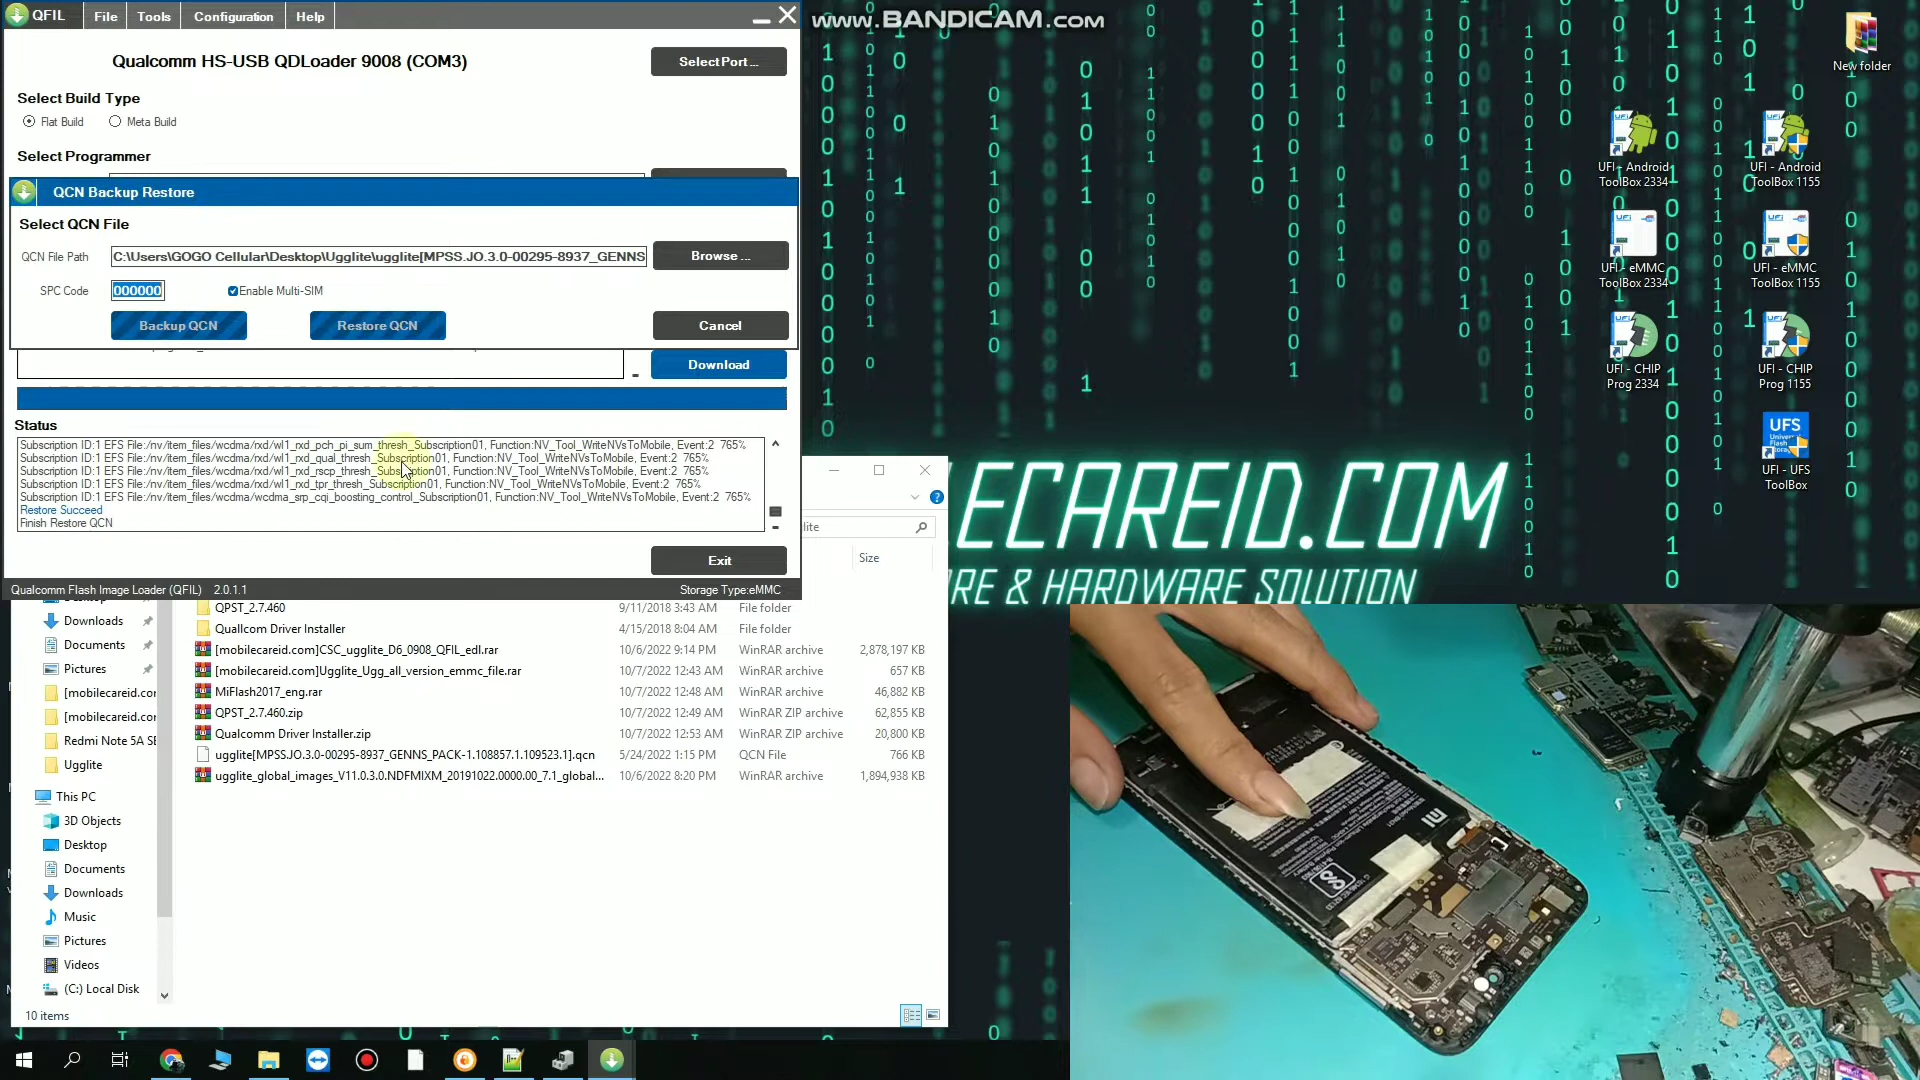 QFIL
File
Tools
Configuration
Help
Qualcomm HS-USB QDLoader 9008 (COM3)
Select Port ...
Select Build Type
Flat Build
Meta Build
Select Programmer
QCN Backup Restore
Select QCN File
QCN File Path
C:\Users\GOGO Cellular\Desktop\Ugglite\ugglite[MPSS.JO.3.0-00295-8937_GENNS
Browse ...
SPC Code
000000
Enable Multi-SIM
Backup QCN
Restore QCN
Cancel
Download
Status
Subscription ID:1 EFS File:/nv/item_files/wcdma/rxd/wl1_rxd_pch_pi_sum_thresh_Subscription01, Function:NV_Tool_WriteNVsToMobile, Event:2 765%
Subscription ID:1 EFS File:/nv/item_files/wcdma/rxd/wl1_rxd_qual_thresh_Subscription01, Function:NV_Tool_WriteNVsToMobile, Event:2 765%
Subscription ID:1 EFS File:/nv/item_files/wcdma/rxd/wl1_rxd_rscp_thresh_Subscription01, Function:NV_Tool_WriteNVsToMobile, Event:2 765%
Subscription ID:1 EFS File:/nv/item_files/wcdma/rxd/wl1_rxd_tpr_thresh_Subscription01, Function:NV_Tool_WriteNVsToMobile, Event:2 765%
Subscription ID:1 EFS File:/nv/item_files/wcdma/wcdma_srp_cqi_boosting_control_Subscription01, Function:NV_Tool_WriteNVsToMobile, Event:2 765%
Restore Succeed
Finish Restore QCN
Exit
Qualcomm Flash Image Loader (QFIL) 2.0.1.1
Storage Type:eMMC
www.BANDICAM.com
New folder
UFI - Android
ToolBox 2334
UFI - Android
ToolBox 1155
UFI - eMMC
ToolBox 2334
UFI - eMMC
ToolBox 1155
UFI - CHIP
Prog 2334
UFI - CHIP
Prog 1155
UFS
UFI - UFS
ToolBox
LECAREID.COM
RE & HARDWARE SOLUTION
lite
Size
QPST_2.7.460 9/11/2018 3:43 AM File folder
Quallcom Driver Installer 4/15/2018 8:04 AM File folder
[mobilecareid.com]CSC_ugglite_D6_0908_QFIL_edl.rar 10/6/2022 9:14 PM WinRAR archive 2,878,197 KB
[mobilecareid.com]Ugglite_Ugg_all_version_emmc_file.rar 10/7/2022 12:43 AM WinRAR archive 657 KB
MiFlash2017_eng.rar 10/7/2022 12:48 AM WinRAR archive 46,882 KB
QPST_2.7.460.zip 10/7/2022 12:49 AM WinRAR ZIP archive 62,855 KB
Qualcomm Driver Installer.zip 10/7/2022 12:53 AM WinRAR ZIP archive 20,800 KB
ugglite[MPSS.JO.3.0-00295-8937_GENNS_PACK-1.108857.1.109523.1].qcn 5/24/2022 1:15 PM QCN File 766 KB
ugglite_global_images_V11.0.3.0.NDFMIXM_20191022.0000.00_7.1_global... 10/6/2022 8:20 PM WinRAR archive 1,894,938 KB
Downloads
Documents
Pictures
[mobilecareid.cor
[mobilecareid.cor
Redmi Note 5A SE
Ugglite
This PC
3D Objects
Desktop
Documents
Downloads
Music
Pictures
Videos
(C:) Local Disk
10 items